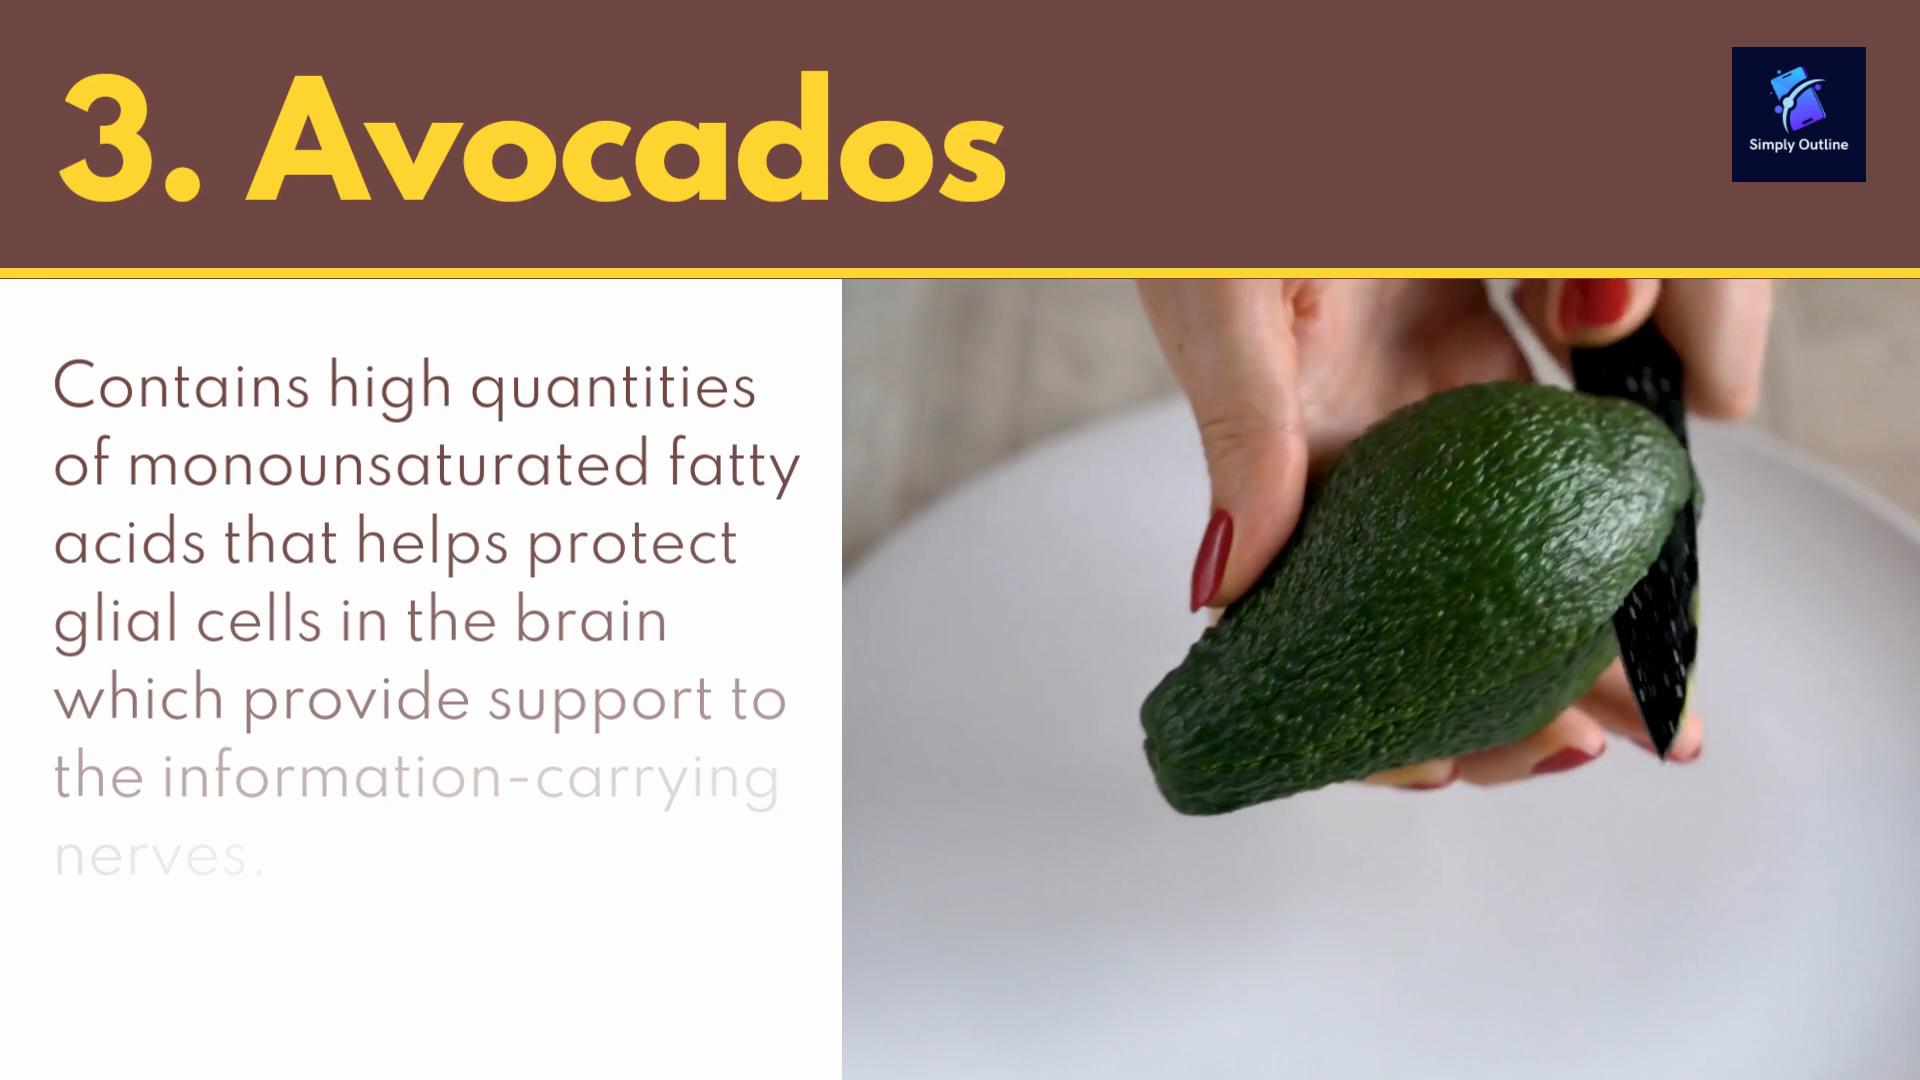 3. Avocados
Simply Outline
Contains high quantities
of monounsaturated fatty
acids that helps protect
glial cells in the brain
which provide support to
the information-carrying
nerves.